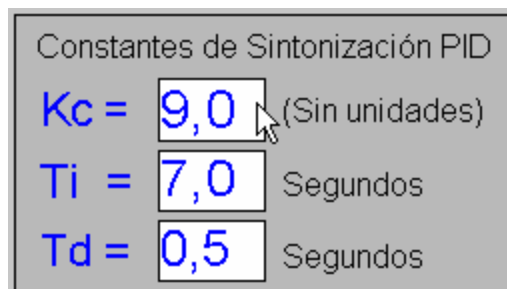 Constantes de Sintonización PID
Kc = 9,0 (Sin unidades)
Ti = 7,0 Segundos
Td = 0,5 Segundos